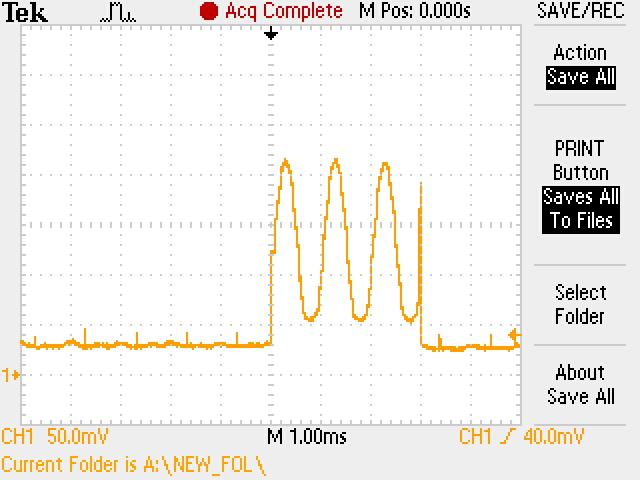 Tek Acq Complete M Pos: 0.000s SAVE/REC
Action
Save All
PRINT
Button
Saves All
To Files
Select
Folder
About
Save All
1
CH1 50.0mV M 1.00ms CH1 40.0mV
Current Folder is A:\NEW_FOL\